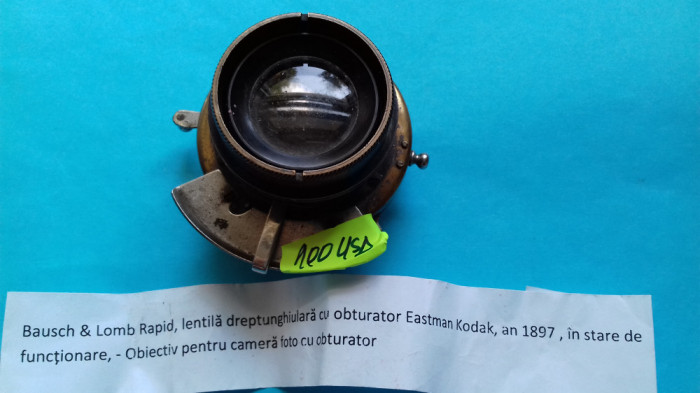 100 USD
Bausch & Lomb Rapid, lentilă dreptunghiulară cu obturator Eastman Kodak, an 1897 , în stare de
funcționare, - Obiectiv pentru cameră foto cu obturator